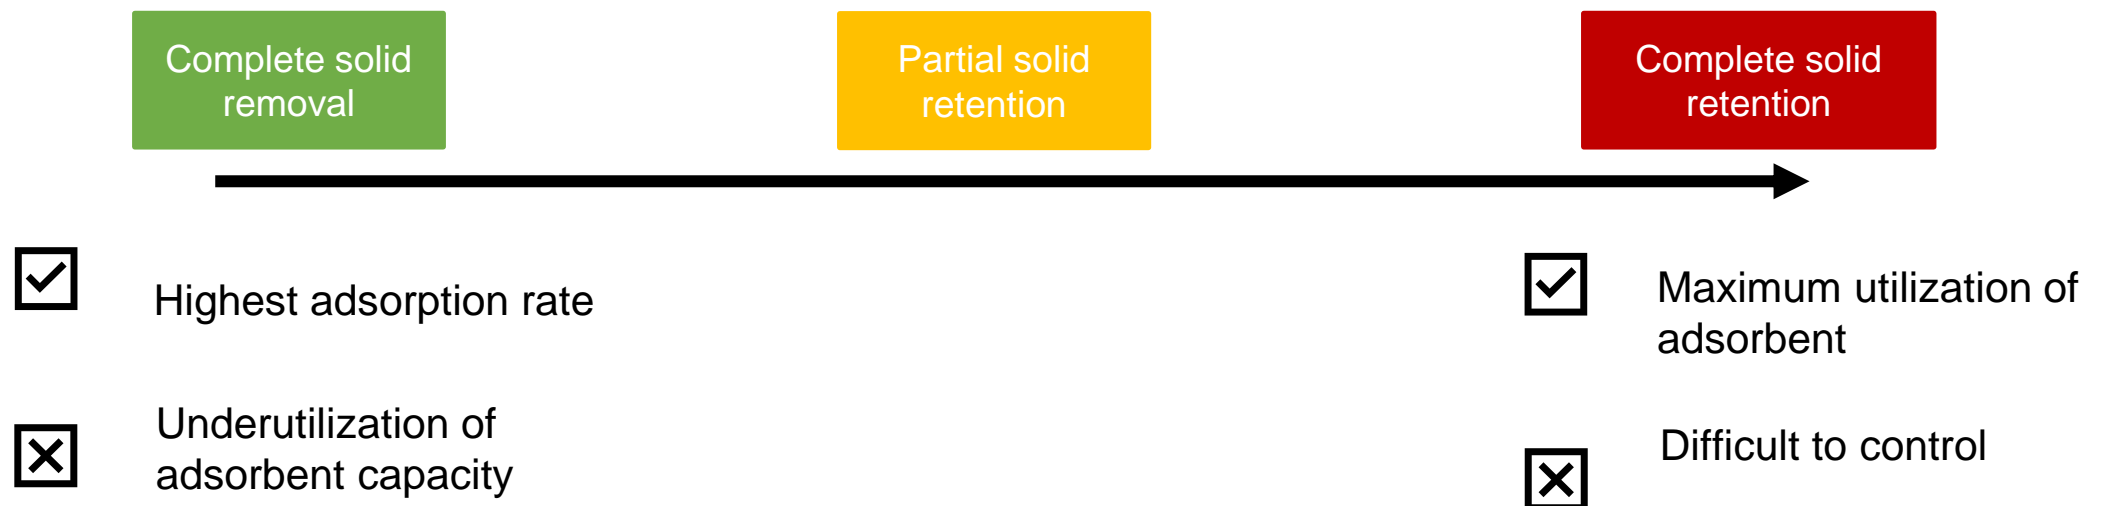 Complete solid
removal
Partial solid
retention
Complete solid
retention
Highest adsorption rate
Underutilization of
adsorbent capacity
Maximum utilization of
adsorbent
Difficult to control